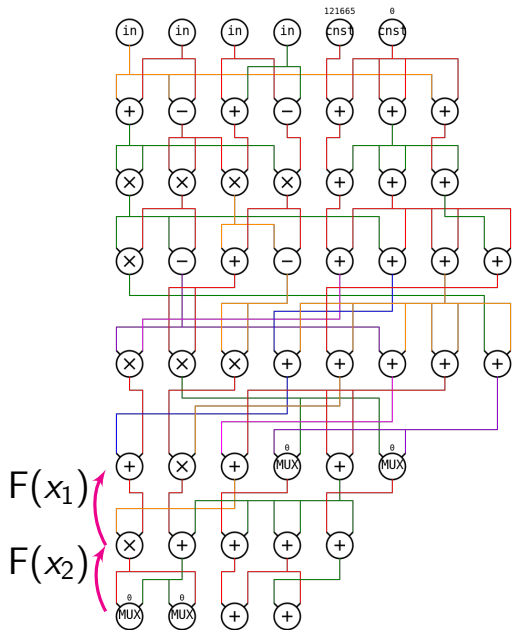 121665 0
in in in in cnst cnst
+ − + − + + +
× × × × + + +
× − + − + + + +
× × × + + + + +
0 0
+ × + MUX + MUX
F(x₁)
× + + + +
F(x₂)
0 0
MUX MUX + +